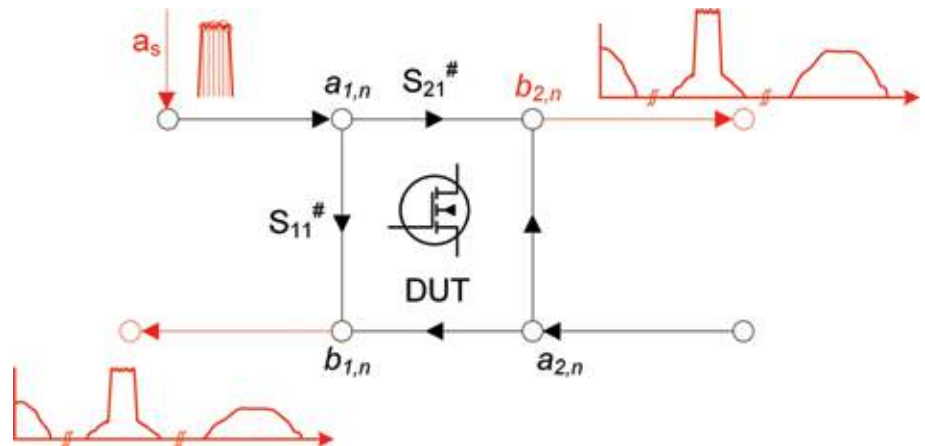 a_s
a_{1,n}
S_{21}^#
b_{2,n}
S_{11}^#
DUT
b_{1,n}
a_{2,n}